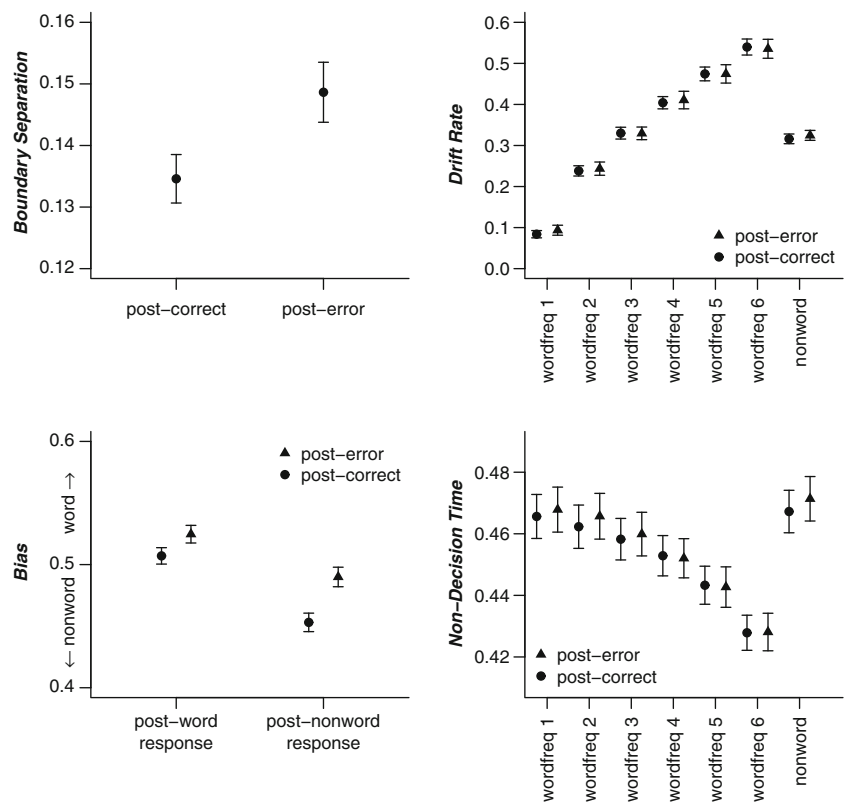 Boundary Separation
0.16
0.15
0.14
0.13
0.12
post–correct
post–error
Drift Rate
0.6
0.5
0.4
0.3
0.2
0.1
0.0
post–error
post–correct
wordfreq 1
wordfreq 2
wordfreq 3
wordfreq 4
wordfreq 5
wordfreq 6
nonword
Bias
← nonword word →
0.6
0.5
0.4
post–error
post–correct
post–word
response
post–nonword
response
Non–Decision Time
0.48
0.46
0.44
0.42
post–error
post–correct
wordfreq 1
wordfreq 2
wordfreq 3
wordfreq 4
wordfreq 5
wordfreq 6
nonword